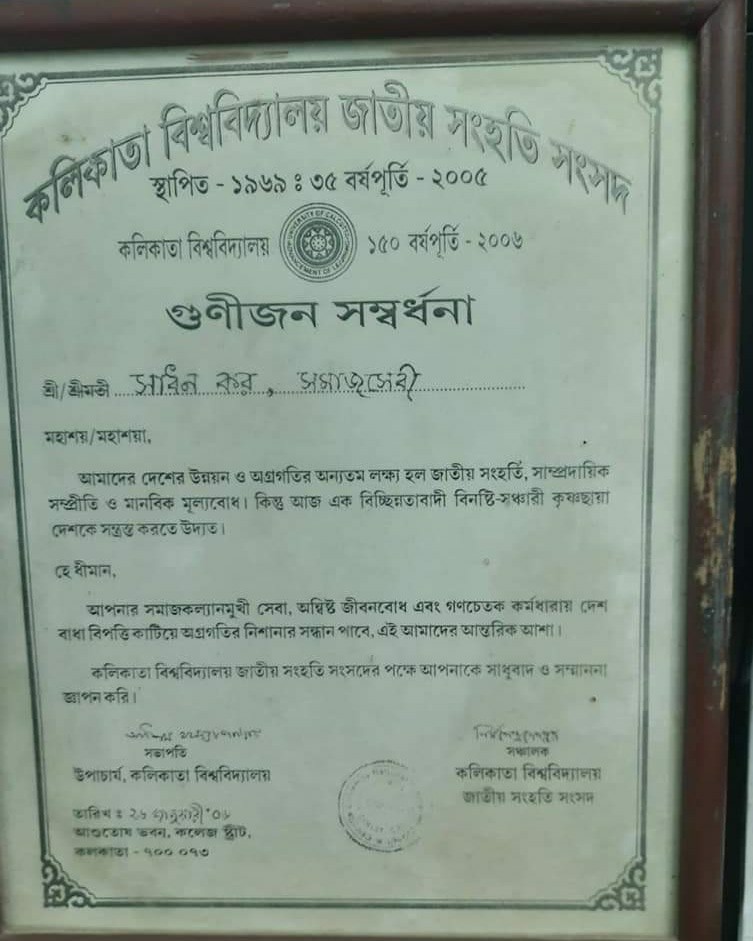 কলিকাতা বিশ্ববিদ্যালয় জাতীয় সংহতি সংসদ
স্থাপিত - ১৯৬৯ ঃ ৩৫ বর্ষপূর্তি - ২০০৫
কলিকাতা বিশ্ববিদ্যালয় ১৫০ বর্ষপূর্তি - ২০০৬
গুণীজন সম্বর্ধনা
শ্রী/শ্রীমতী কর, সমাজসেবী
মহাশয়/মহাশয়া,
আমাদের দেশের উন্নয়ন ও অগ্রগতির অন্যতম লক্ষ্য হল জাতীয় সংহতি, সাম্প্রদায়িক
সম্প্রীতি ও মানবিক মূল্যবোধ। কিন্তু আজ এক বিচ্ছিন্নতাবাদী বিনষ্টি-সঞ্চারী কৃষ্ণছায়া
দেশকে সন্ত্রস্ত করতে উদ্যত।
হে ধীমান,
আপনার সমাজকল্যানমুখী সেবা, অন্বিষ্ট জীবনবোধ এবং গণচেতক কর্মধারায় দেশ
বাধা বিপত্তি কাটিয়ে অগ্রগতির নিশানার সন্ধান পাবে, এই আমাদের আন্তরিক আশা।
কলিকাতা বিশ্ববিদ্যালয় জাতীয় সংহতি সংসদের পক্ষে আপনাকে সাধুবাদ ও সম্মাননা
জ্ঞাপন করি।
সভাপতি
উপাচার্য, কলিকাতা বিশ্ববিদ্যালয়
সঞ্চালক
কলিকাতা বিশ্ববিদ্যালয়
জাতীয় সংহতি সংসদ
তারিখ ঃ ২৬ জানুয়ারী '০৬
আশুতোষ ভবন, কলেজ স্ট্রীট,
কলকাতা - ৭০০ ০৭৩